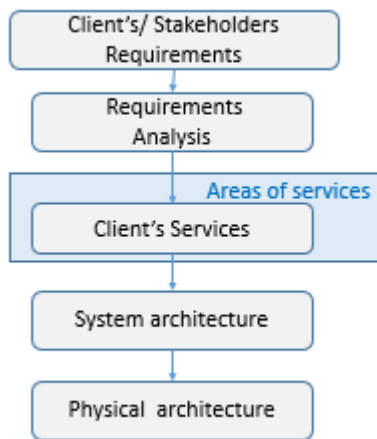 Client's/ Stakeholders
Requirements
Requirements
Analysis
Areas of services
Client's Services
System architecture
Physical architecture